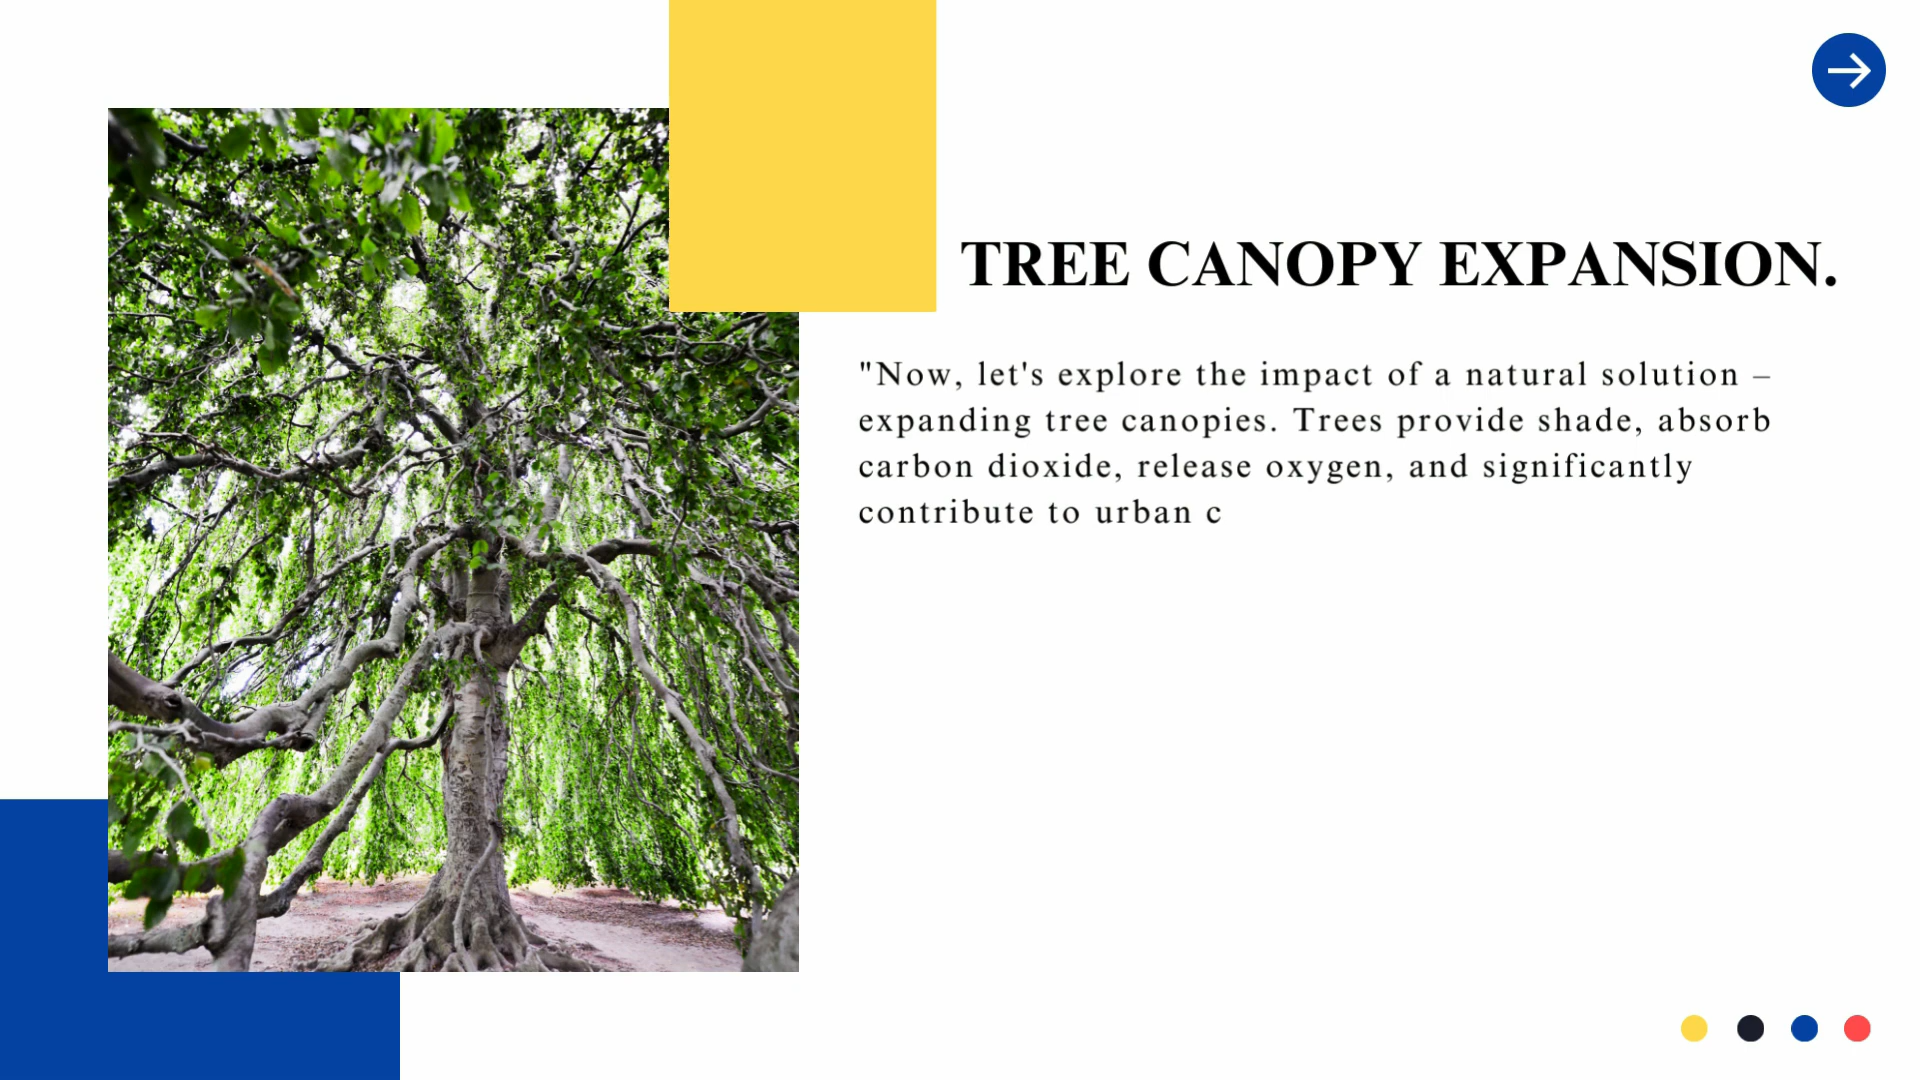 TREE CANOPY EXPANSION.
"Now, let's explore the impact of a natural solution –
expanding tree canopies. Trees provide shade, absorb
carbon dioxide, release oxygen, and significantly
contribute to urban c